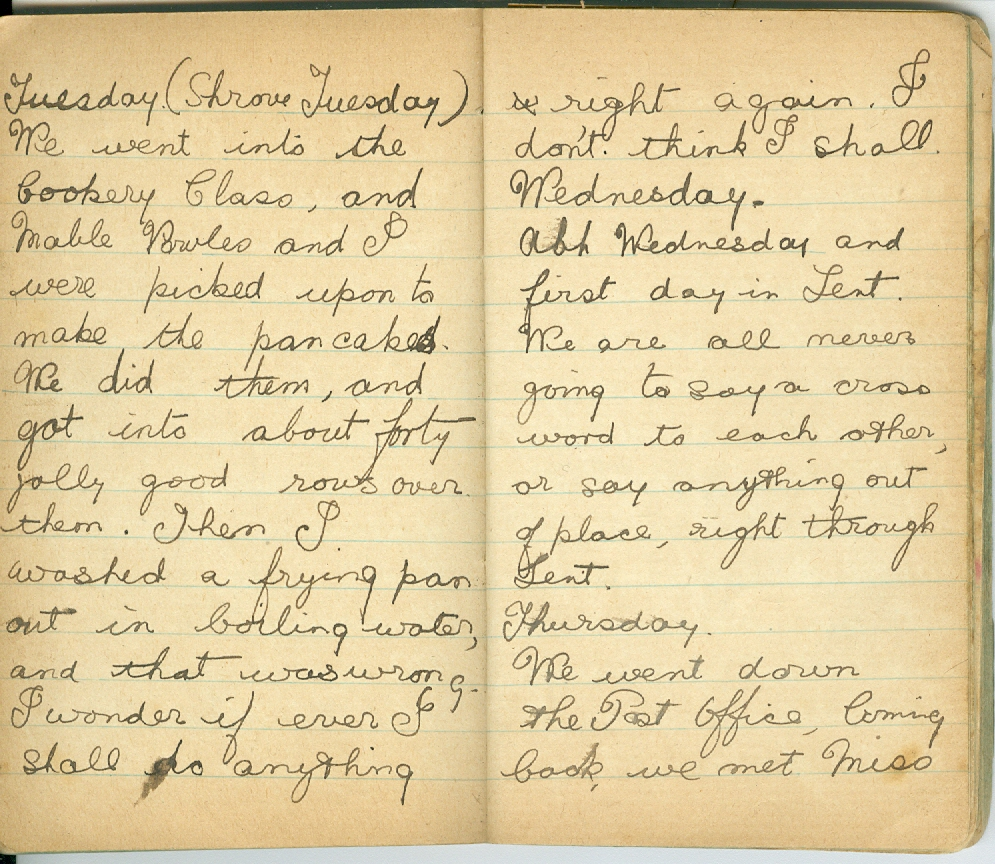 Tuesday. (Shrove Tuesday).
We went into the
Cookery Class, and
Mable Bowles and I
were picked upon to
make the pancakes.
We did them, and
got into about forty
jolly good rows over
them. Then I
washed a frying pan
out in boiling water,
and that was wrong.
I wonder if ever I
shall do anything
right again. I
don't think I shall.
Wednesday.
Ash Wednesday and
first day in Lent.
We are all never
going to say a cross
word to each other,
or say anything out
of place, right through
Lent.
Thursday.
We went down
the Post Office, Coming
back, we met Miss